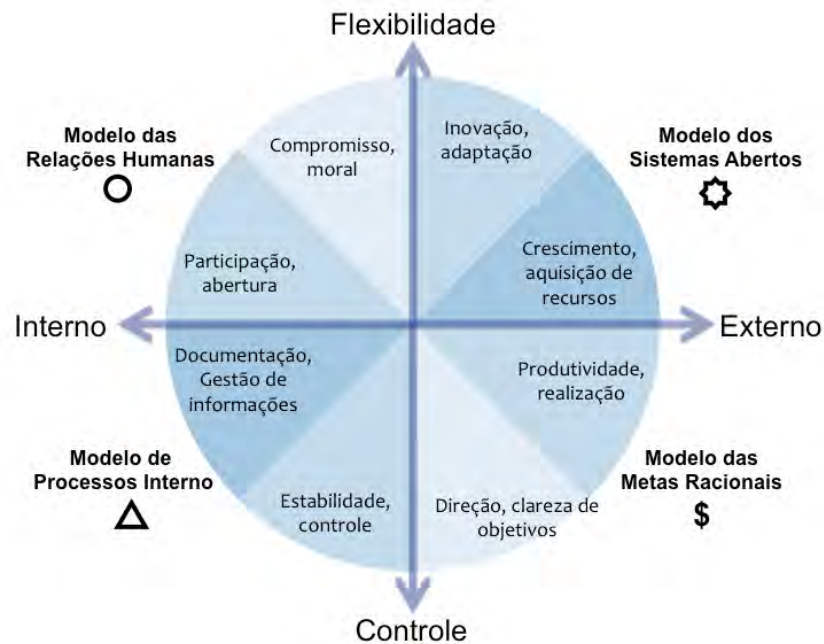 Flexibilidade
Modelo das
Relações Humanas
Compromisso,
moral
Inovação,
adaptação
Modelo dos
Sistemas Abertos
Participação,
abertura
Crescimento,
aquisição de
recursos
Interno
Externo
Documentação,
Gestão de
informações
Produtividade,
realização
Modelo de
Processos Interno
Estabilidade,
controle
Direção, clareza de
objetivos
Modelo das
Metas Racionais
$
Controle